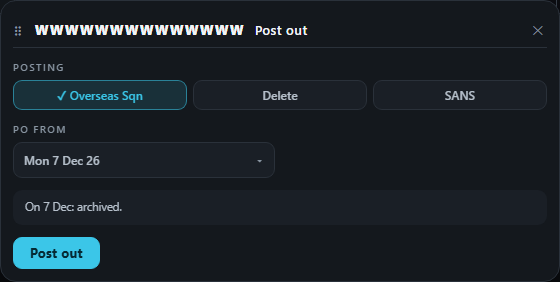 WWWWWWWWWWWWWW Post out
POSTING
✓ Overseas Sqn
Delete
SANS
PO FROM
Mon 7 Dec 26
On 7 Dec: archived.
Post out